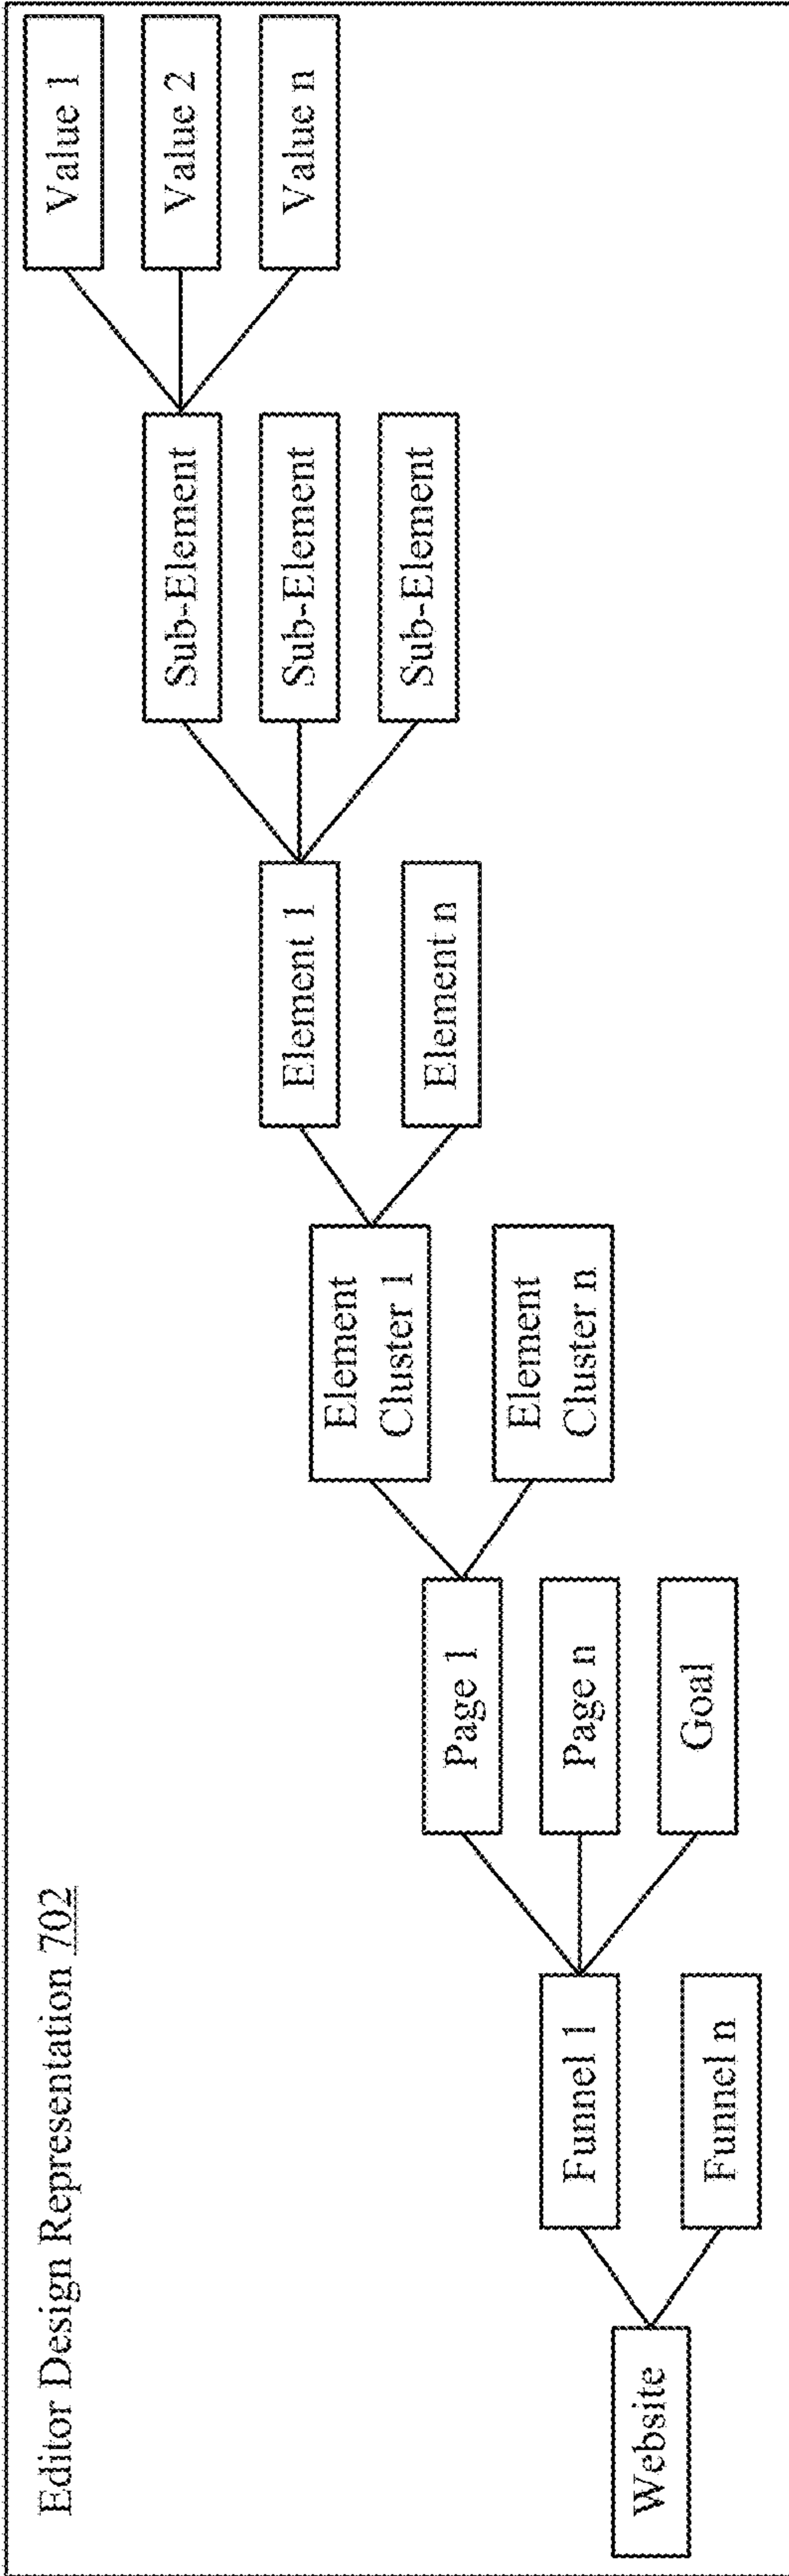 Editor Design Representation 702
Website
Funnel 1
Funnel n
Page 1
Page n
Goal
Element
Cluster 1
Element
Cluster n
Element 1
Element n
Sub-Element
Sub-Element
Sub-Element
Value 1
Value 2
Value n